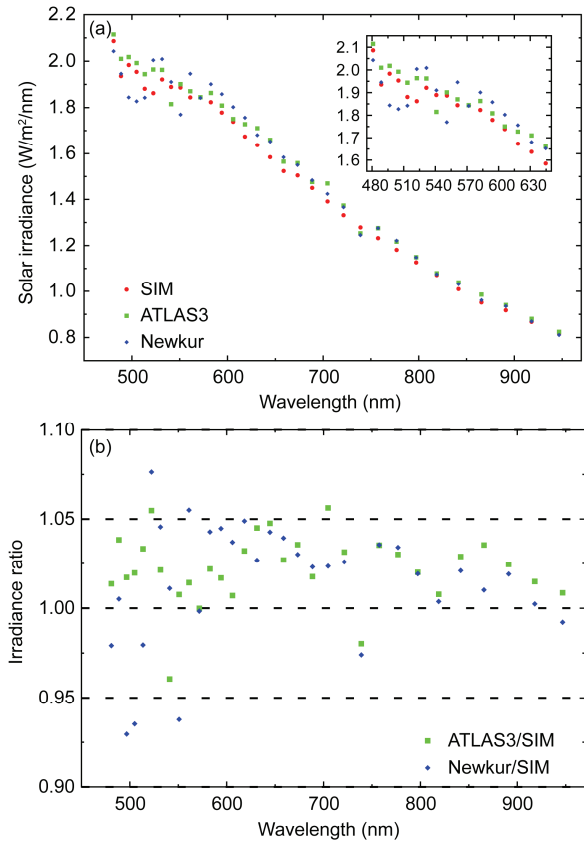 (a)
2.2
2.0
1.8
1.6
1.4
1.2
1.0
0.8
Solar irradiance (W/m²/nm)
2.1
2.0
1.9
1.8
1.7
1.6
480 510 540 570 600 630
SIM
ATLAS3
Newkur
500 600 700 800 900
Wavelength (nm)
(b)
1.10
1.05
1.00
0.95
0.90
Irradiance ratio
ATLAS3/SIM
Newkur/SIM
500 600 700 800 900
Wavelength (nm)